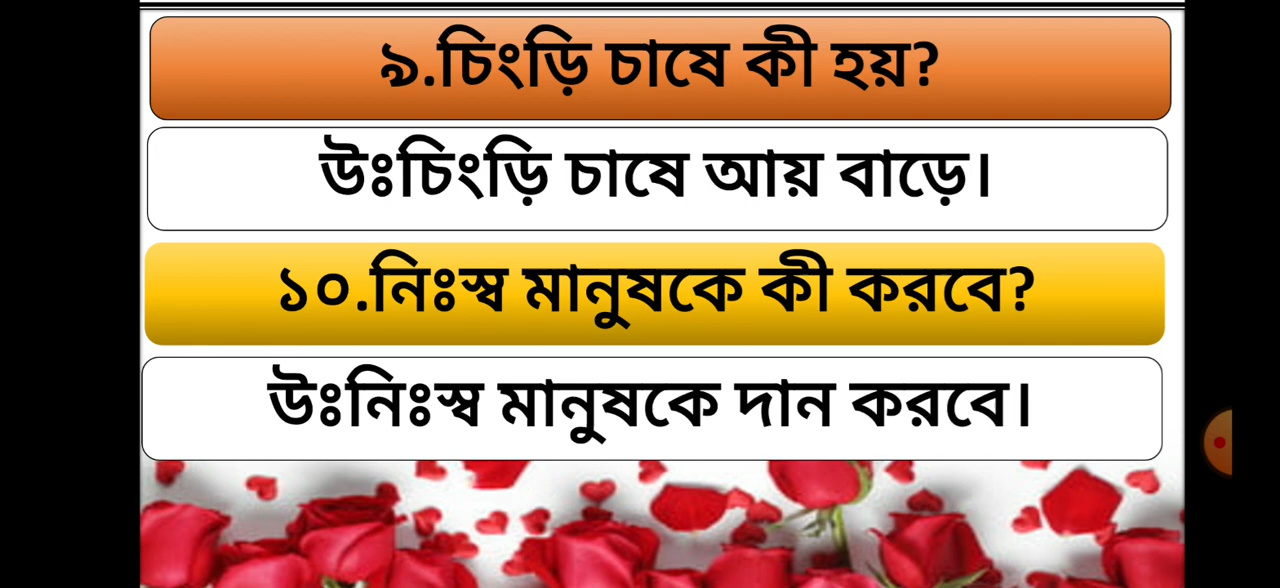 ৯.চিংড়ি চাষে কী হয়?
উঃচিংড়ি চাষে আয় বাড়ে।
১০.নিঃস্ব মানুষকে কী করবে?
উঃনিঃস্ব মানুষকে দান করবে।